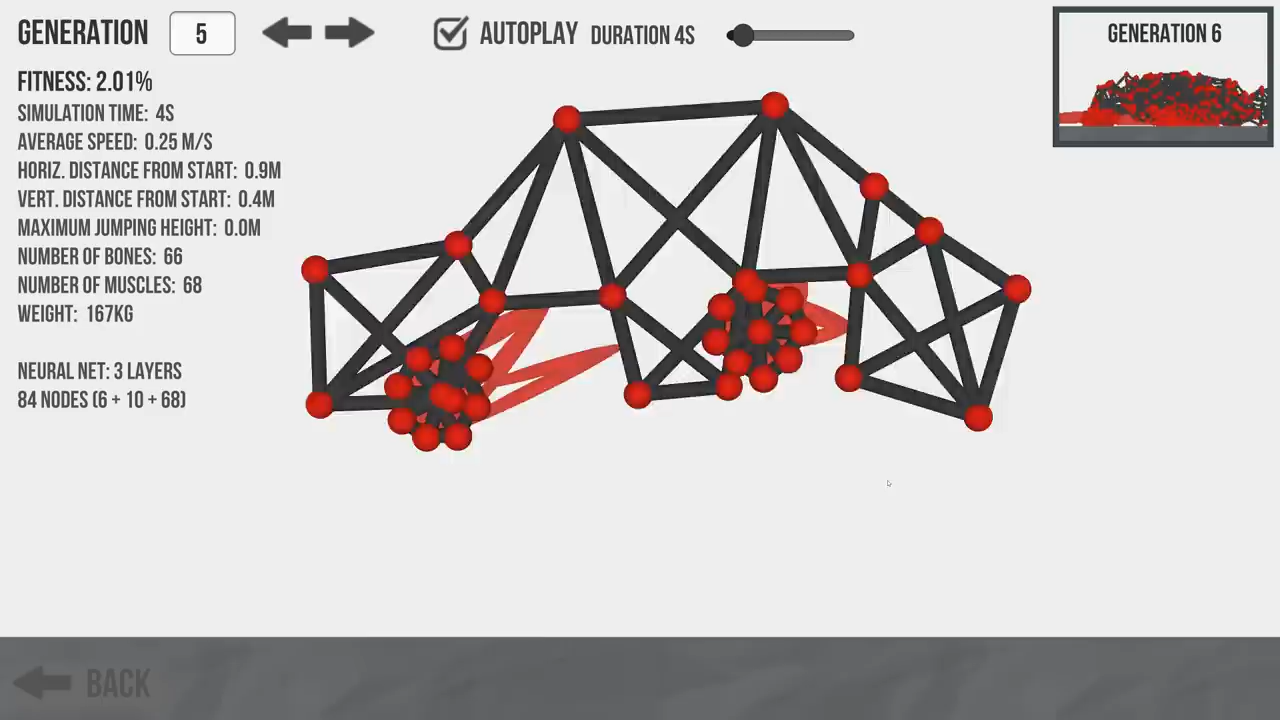 GENERATION 5
AUTOPLAY DURATION 4S
GENERATION 6
FITNESS: 2.01%
SIMULATION TIME: 4S
AVERAGE SPEED: 0.25 M/S
HORIZ. DISTANCE FROM START: 0.9M
VERT. DISTANCE FROM START: 0.4M
MAXIMUM JUMPING HEIGHT: 0.0M
NUMBER OF BONES: 66
NUMBER OF MUSCLES: 68
WEIGHT: 167KG
NEURAL NET: 3 LAYERS
84 NODES (6 + 10 + 68)
BACK